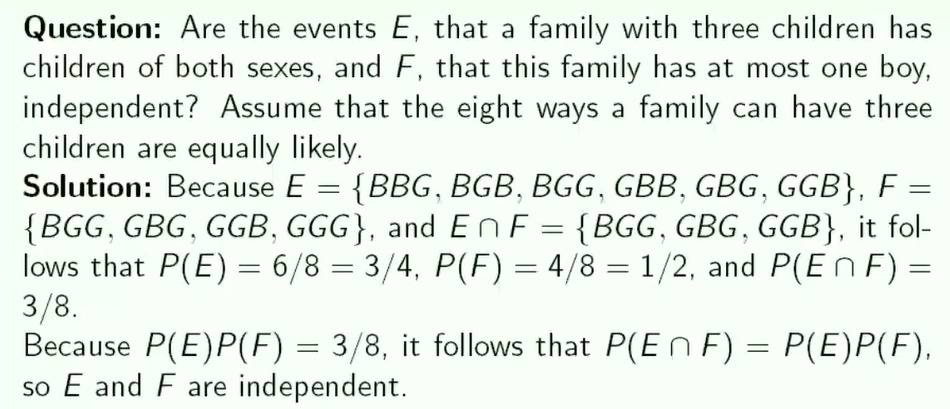 Question: Are the events E, that a family with three children has
children of both sexes, and F, that this family has at most one boy,
independent? Assume that the eight ways a family can have three
children are equally likely.
Solution: Because E = {BBG, BGB, BGG, GBB, GBG, GGB}, F =
{BGG, GBG, GGB, GGG}, and E ∩ F = {BGG, GBG, GGB}, it fol-
lows that P(E) = 6/8 = 3/4, P(F) = 4/8 = 1/2, and P(E ∩ F) =
3/8.
Because P(E)P(F) = 3/8, it follows that P(E ∩ F) = P(E)P(F),
so E and F are independent.